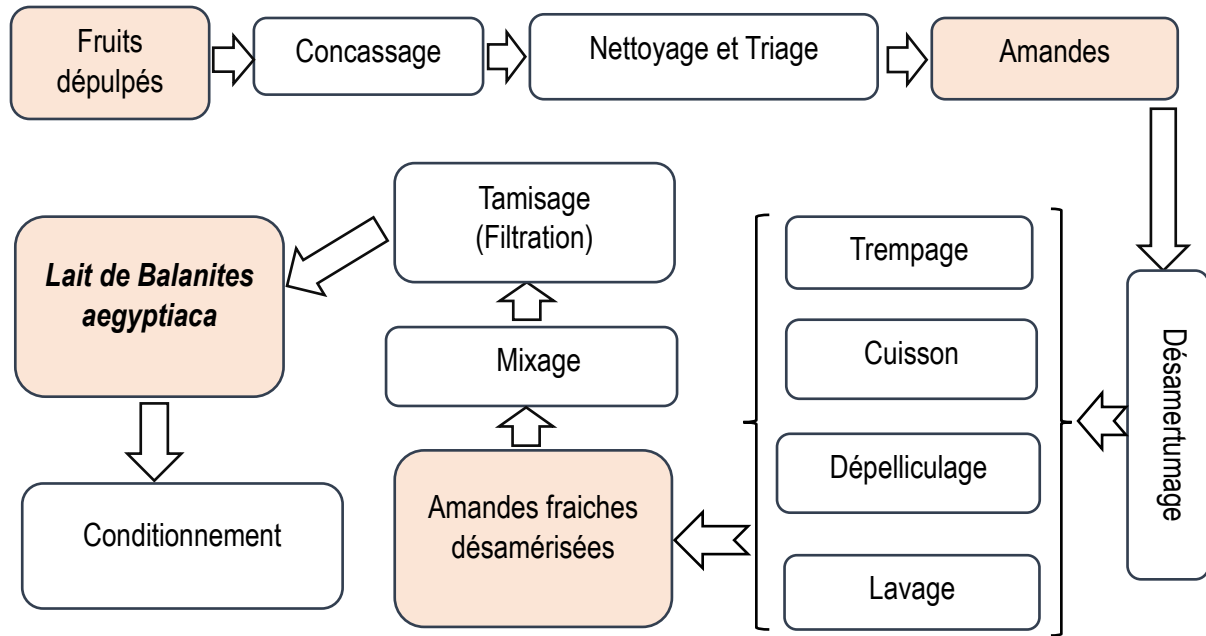 Fruits
dépulpés
Concassage
Nettoyage et Triage
Amandes
Désamertumage
Trempage
Cuisson
Dépelliculage
Lavage
Amandes fraiches
désamérisées
Mixage
Tamisage
(Filtration)
Lait de Balanites
aegyptiaca
Conditionnement